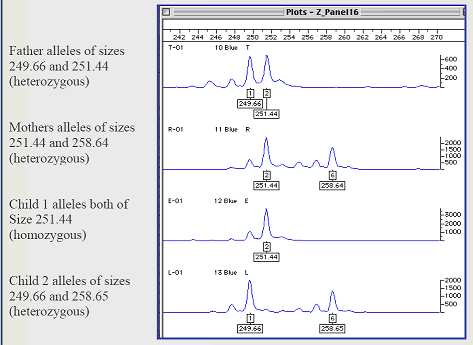 Plots - Z_Panel16
242 244 246 248 250 252 254 256 258 260 262 264 266 268 270
Father alleles of sizes
249.66 and 251.44
(heterozygous)
T-01 10 Blue T
600
400
200
1 2
249.66
251.44
Mothers alleles of sizes
251.44 and 258.64
(heterozygous)
R-01 11 Blue R
2000
1500
1000
500
2 6
251.44 258.64
Child 1 alleles both of
Size 251.44
(homozygous)
E-01 12 Blue E
3000
2000
1000
2
251.44
Child 2 alleles of sizes
249.66 and 258.65
(heterozygous)
L-01 13 Blue L
2000
1500
1000
500
1 6
249.66 258.65